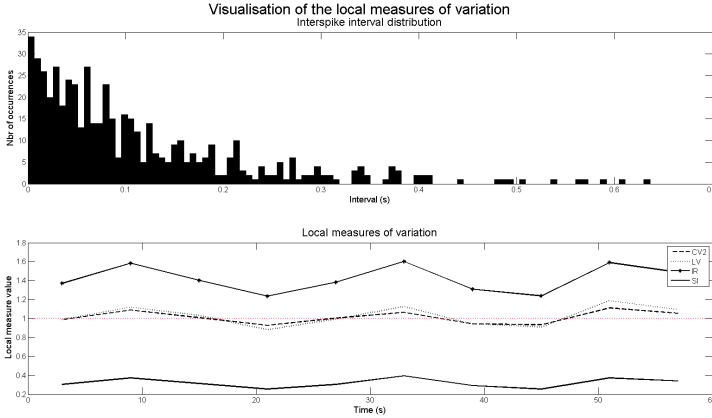 Visualisation of the local measures of variation
Interspike interval distribution
Nbr of occurrences
35
30
25
20
15
10
5
0
0 0.1 0.2 0.3 0.4 0.5 0.6
Interval (s)
Local measures of variation
Local measure value
1.8
1.6
1.4
1.2
1
0.8
0.6
0.4
0.2
CV2
LV
IR
SI
0 10 20 30 40 50
Time (s)